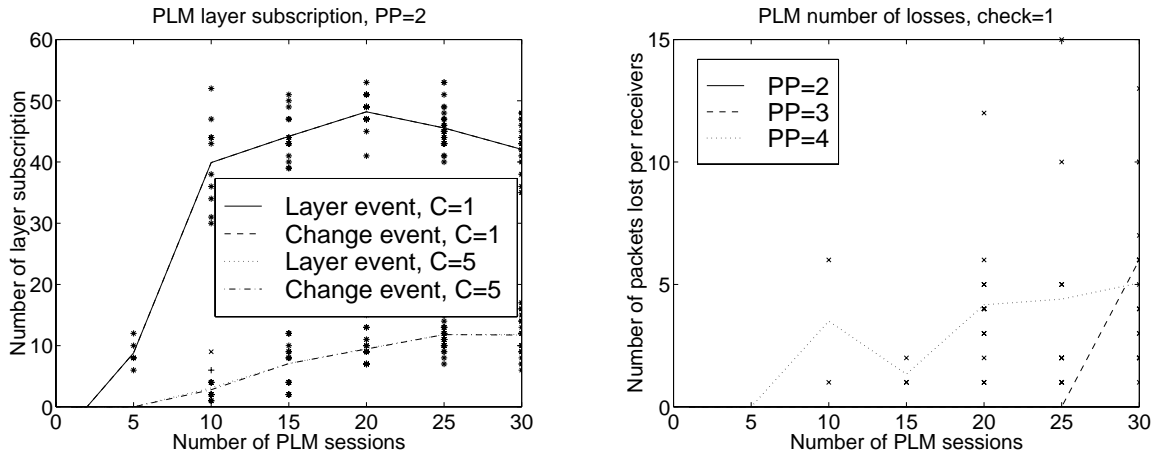 PLM layer subscription, PP=2
60
50
40
30
20
10
0
0 5 10 15 20 25 30
Number of layer subscription
Number of PLM sessions
Layer event, C=1
Change event, C=1
Layer event, C=5
Change event, C=5
PLM number of losses, check=1
15
10
5
0
0 5 10 15 20 25 30
Number of packets lost per receivers
Number of PLM sessions
PP=2
PP=3
PP=4